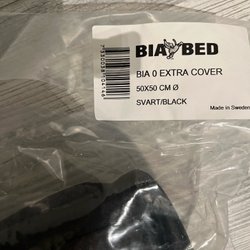 BIA BED
BIA 0 EXTRA COVER
50X50 CM Ø
SVART/BLACK
Made in Sweden